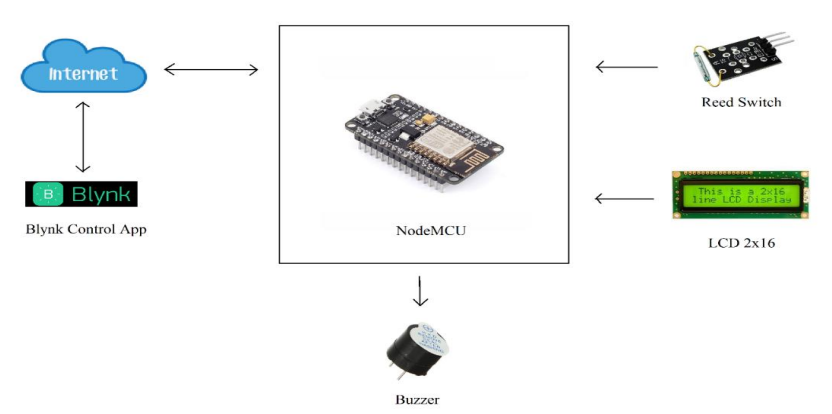 Internet
B Blynk
Blynk Control App
NodeMCU
Reed Switch
This is a 2x16
line LCD Display
LCD 2x16
Buzzer